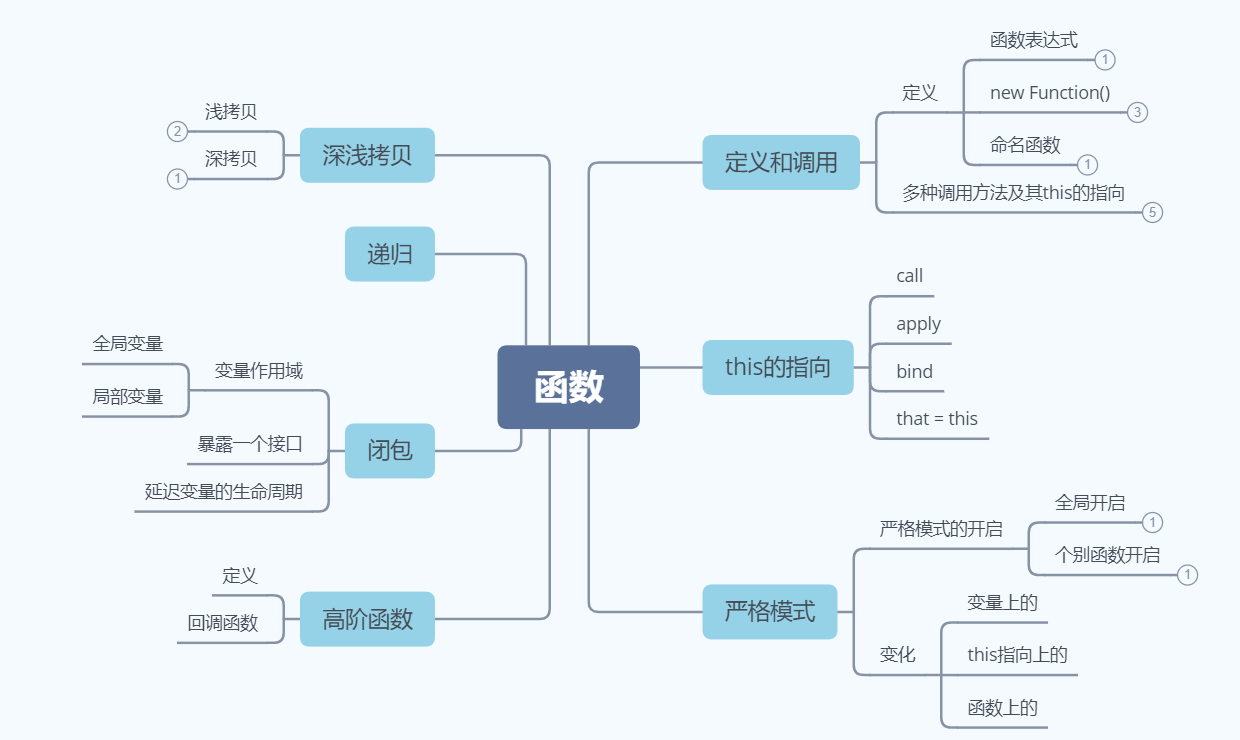 函数
定义和调用
定义
函数表达式
1
new Function()
3
命名函数
1
多种调用方法及其this的指向
5
this的指向
call
apply
bind
that = this
严格模式
严格模式的开启
全局开启
1
个别函数开启
1
变化
变量上的
this指向上的
函数上的
深浅拷贝
浅拷贝
2
深拷贝
1
递归
闭包
变量作用域
全局变量
局部变量
暴露一个接口
延迟变量的生命周期
高阶函数
定义
回调函数